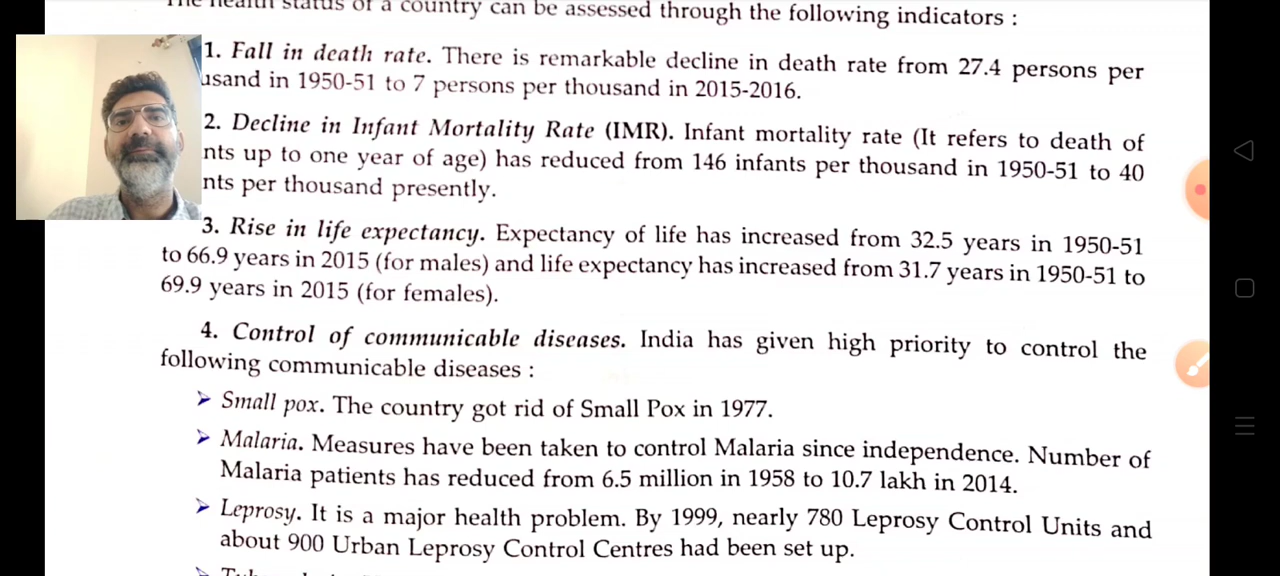 The health status of a country can be assessed through the following indicators :
1. Fall in death rate. There is remarkable decline in death rate from 27.4 persons per
usand in 1950-51 to 7 persons per thousand in 2015-2016.
2. Decline in Infant Mortality Rate (IMR). Infant mortality rate (It refers to death of
nts up to one year of age) has reduced from 146 infants per thousand in 1950-51 to 40
nts per thousand presently.
3. Rise in life expectancy. Expectancy of life has increased from 32.5 years in 1950-51
to 66.9 years in 2015 (for males) and life expectancy has increased from 31.7 years in 1950-51 to
69.9 years in 2015 (for females).
4. Control of communicable diseases. India has given high priority to control the
following communicable diseases :
➢ Small pox. The country got rid of Small Pox in 1977.
➢ Malaria. Measures have been taken to control Malaria since independence. Number of
Malaria patients has reduced from 6.5 million in 1958 to 10.7 lakh in 2014.
➢ Leprosy. It is a major health problem. By 1999, nearly 780 Leprosy Control Units and
about 900 Urban Leprosy Control Centres had been set up.